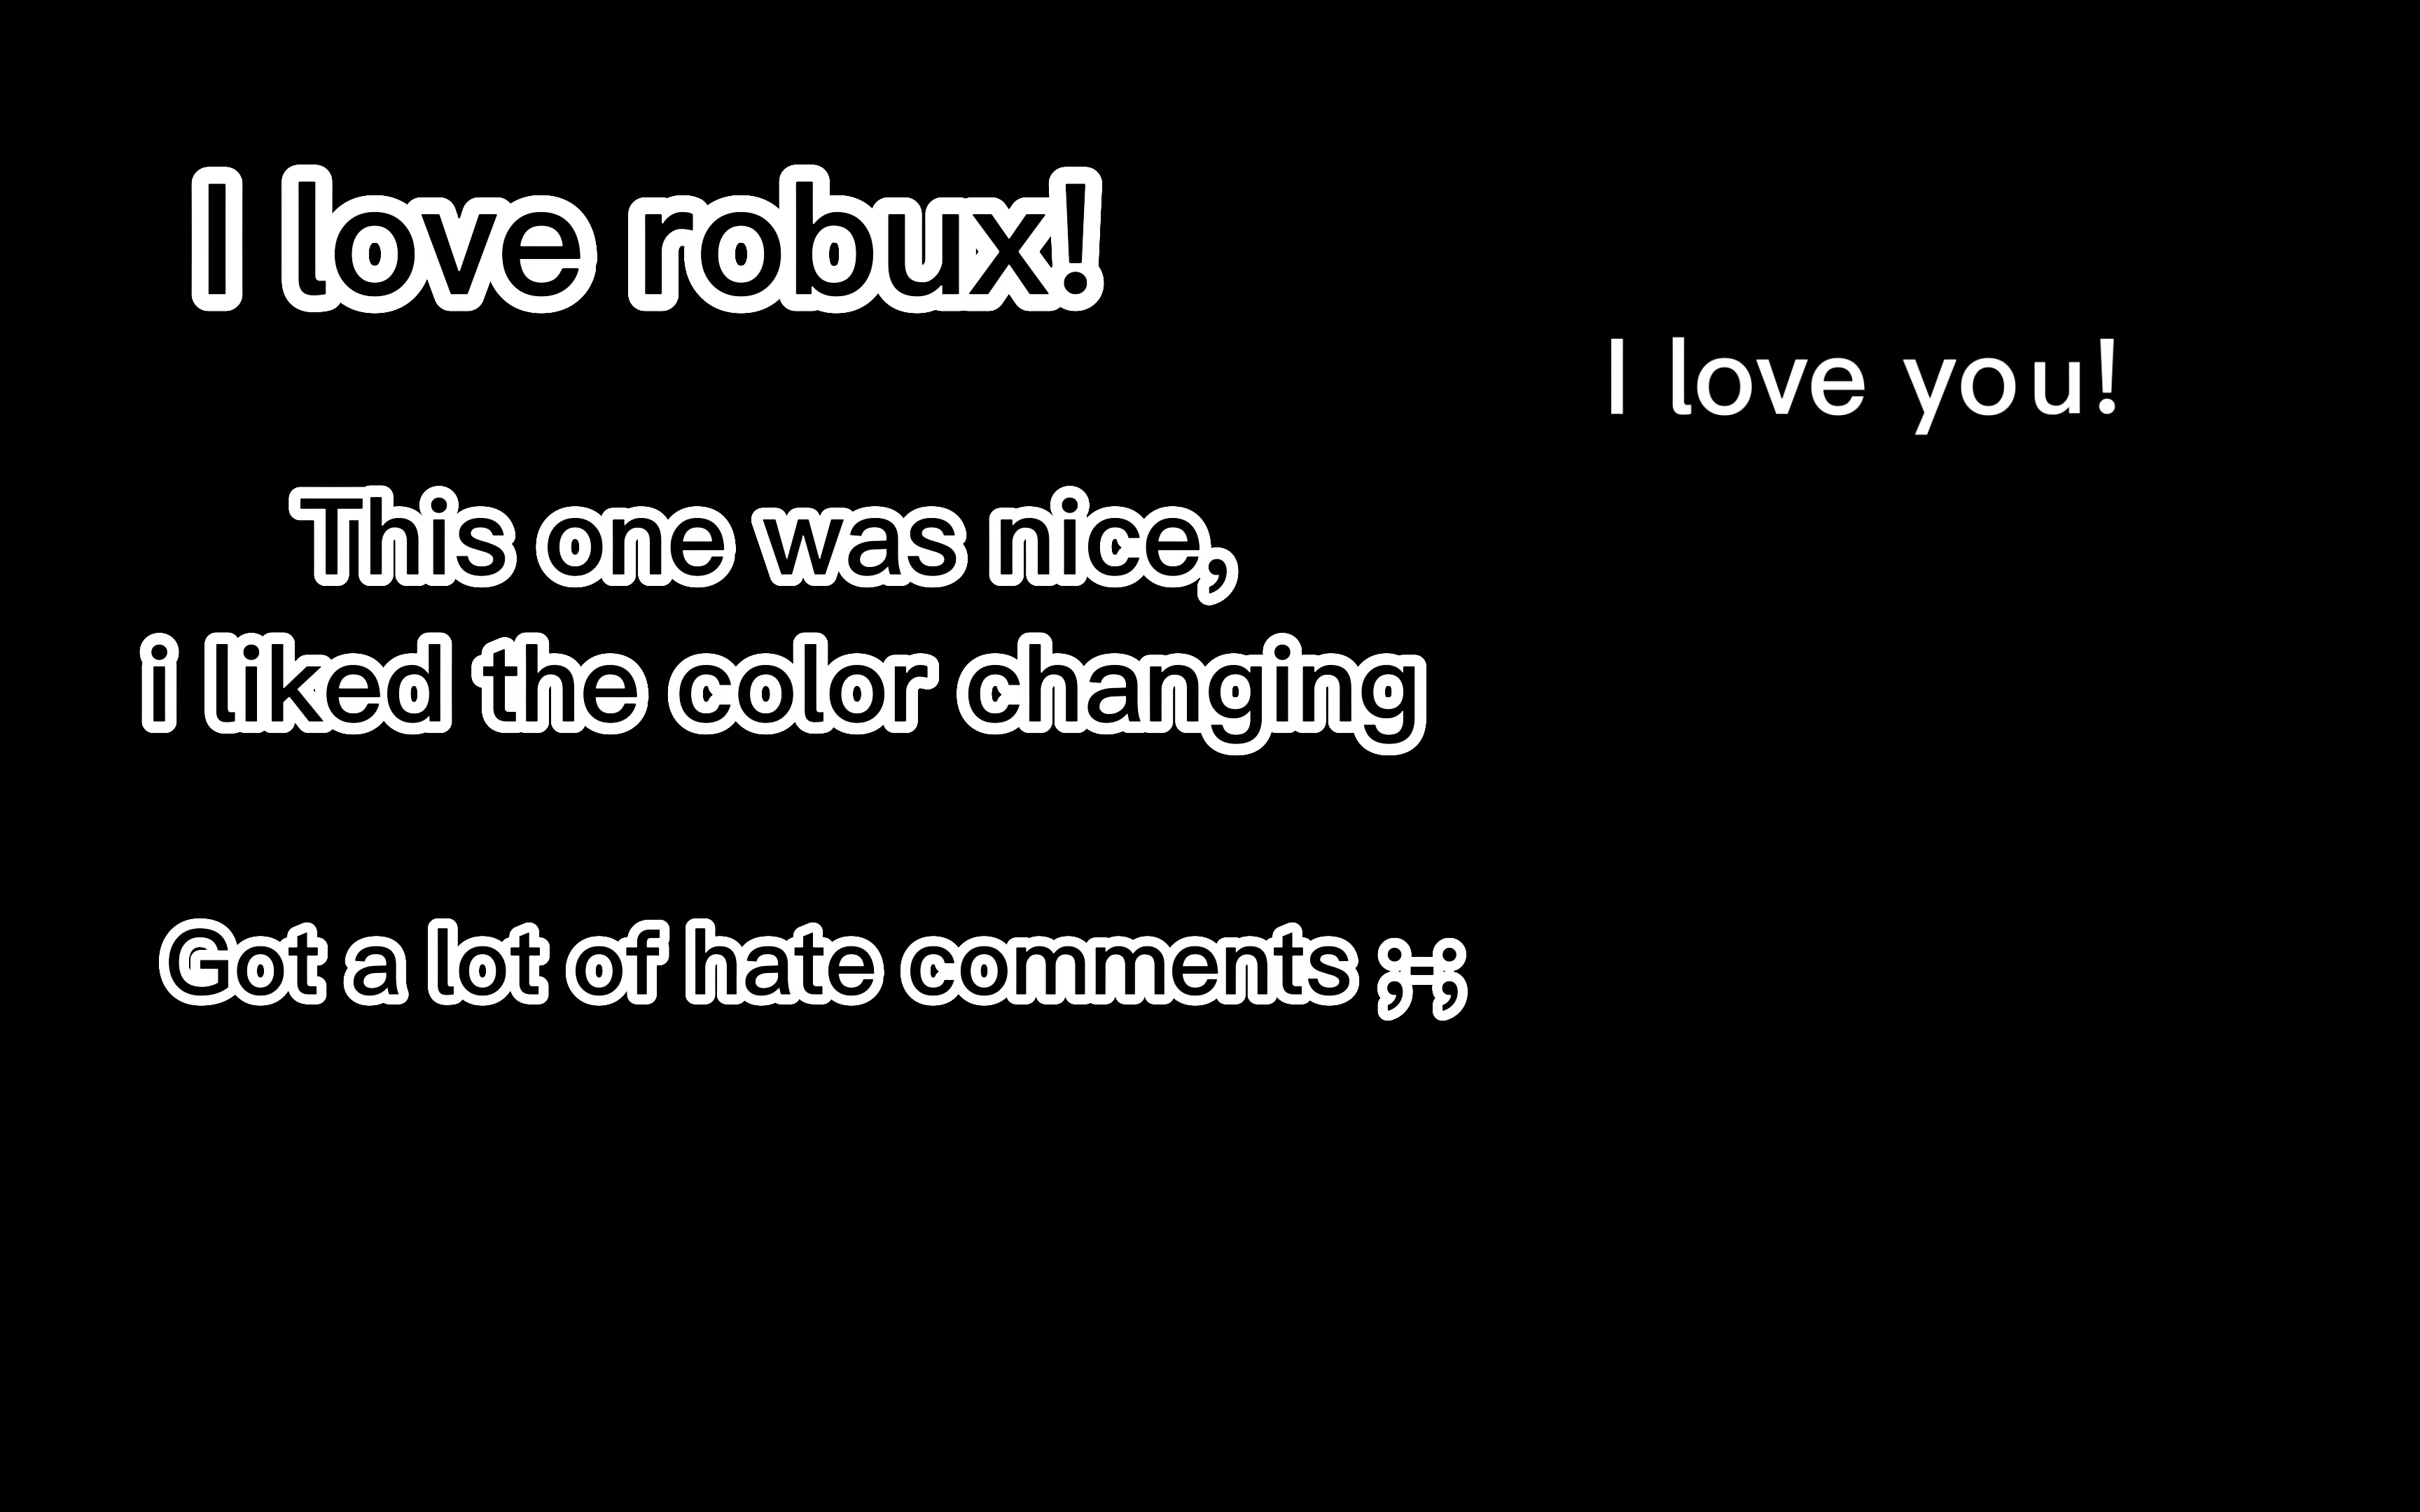 I love robux!
I love you!
This one was nice,
i liked the color changing
Got a lot of hate comments ;-;